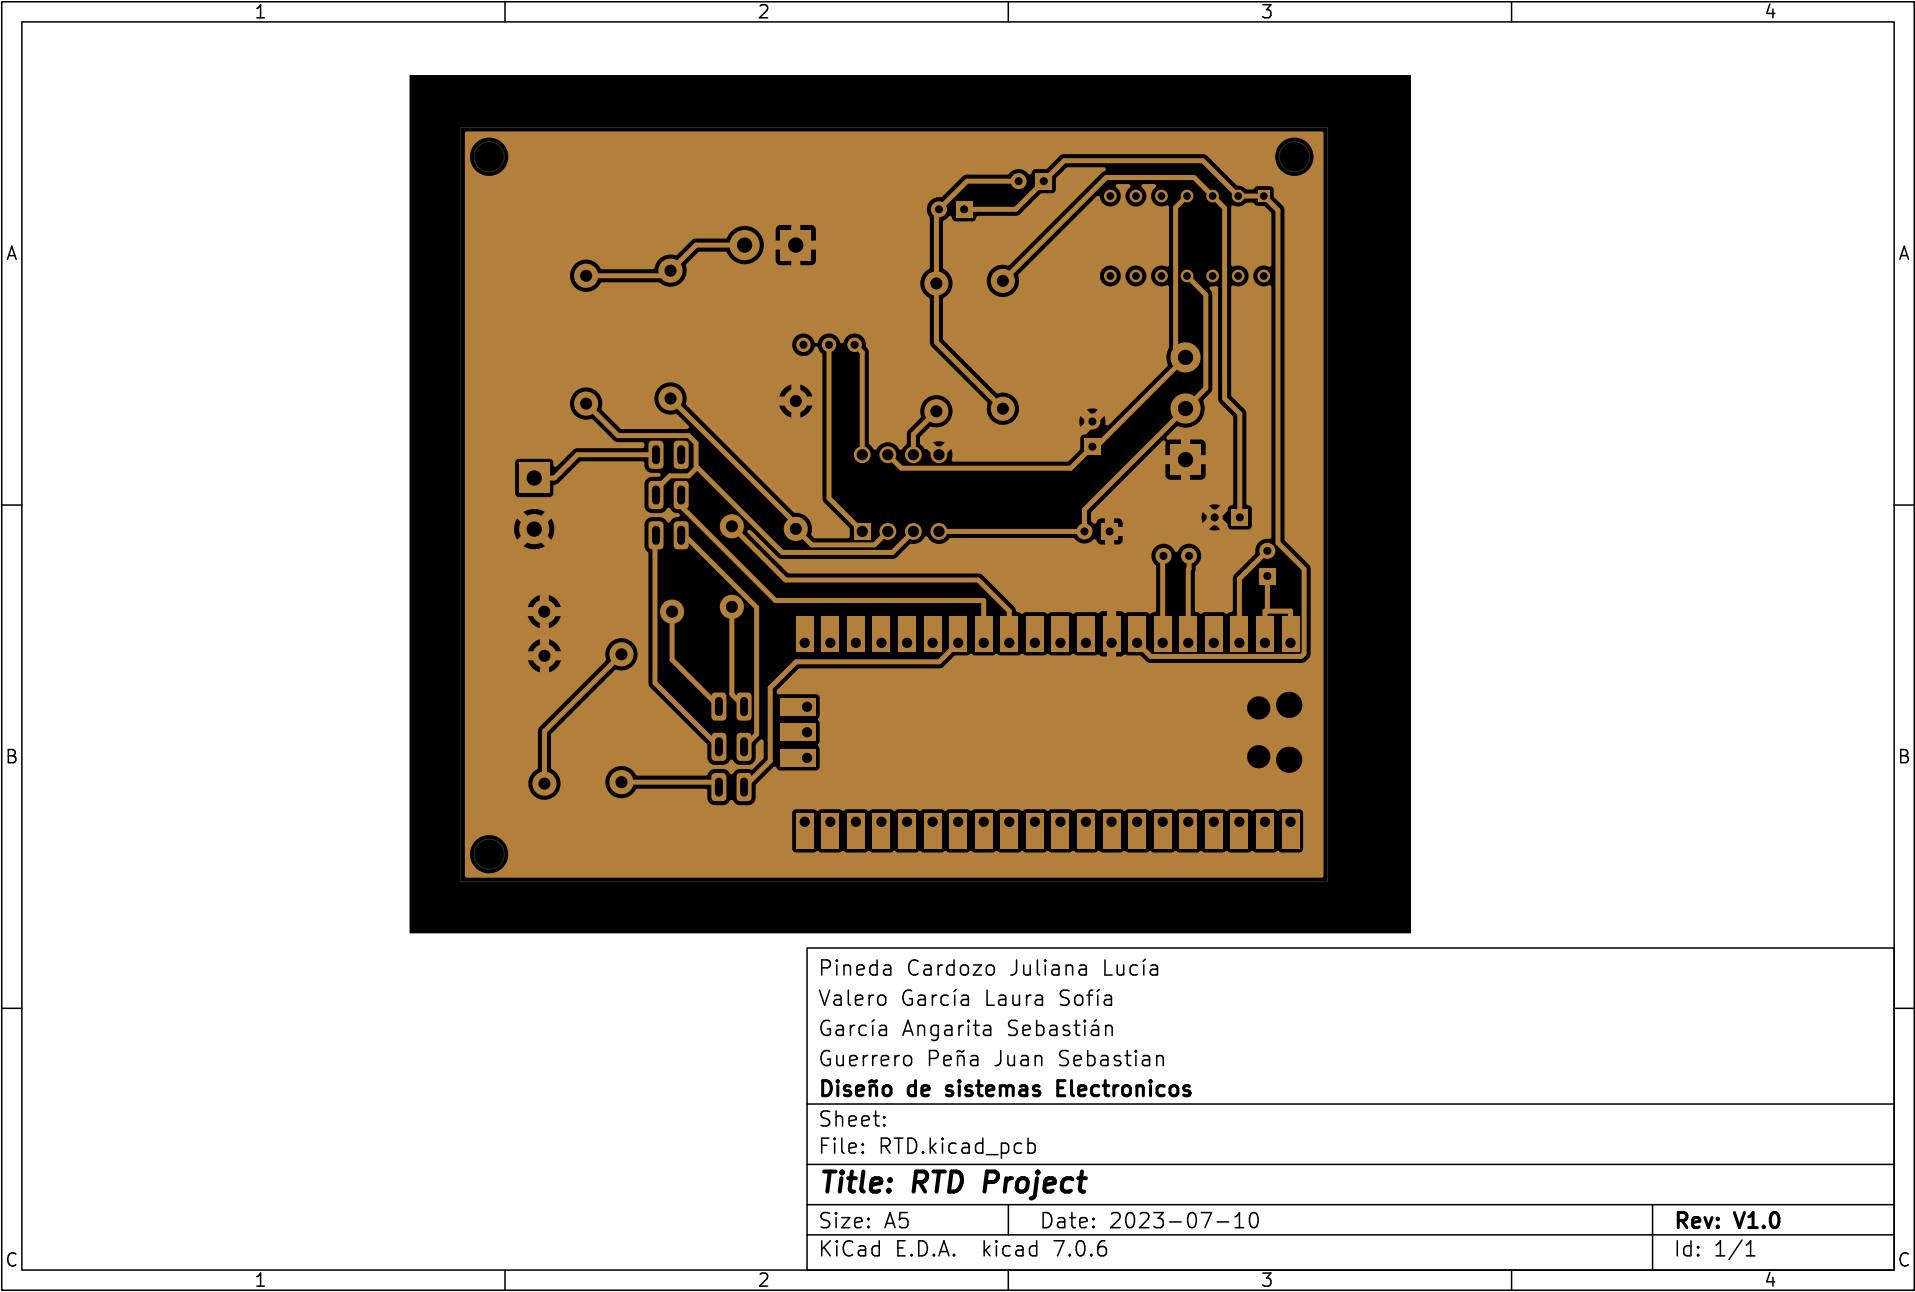 1 2 3 4
A A
B B
C C
Pineda Cardozo Juliana Lucía
Valero García Laura Sofía
García Angarita Sebastián
Guerrero Peña Juan Sebastian
Diseño de sistemas Electronicos
Sheet:
File: RTD.kicad_pcb
Title: RTD Project
Size: A5 Date: 2023-07-10 Rev: V1.0
KiCad E.D.A. kicad 7.0.6 Id: 1/1
1 2 3 4